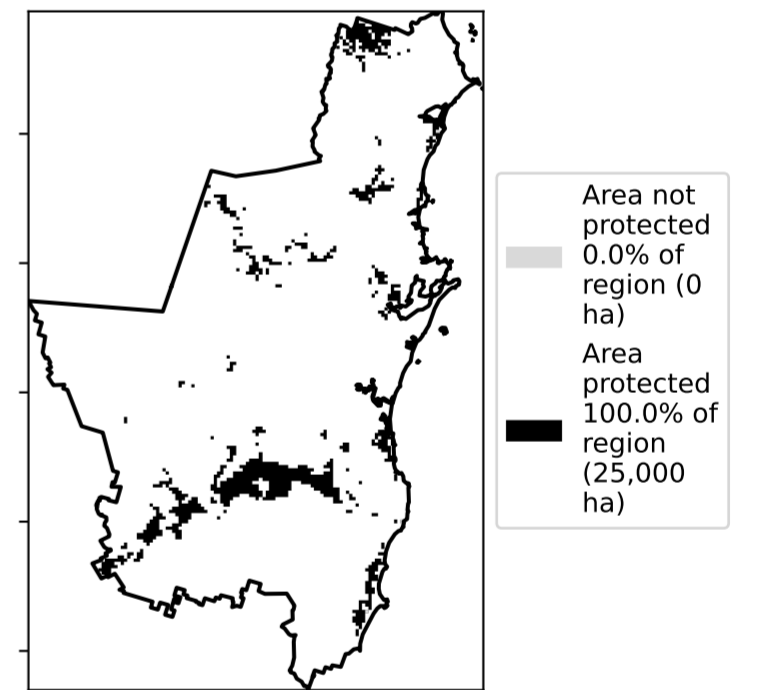 Area not
protected
0.0% of
region (0
ha)
Area
protected
100.0% of
region
(25,000
ha)